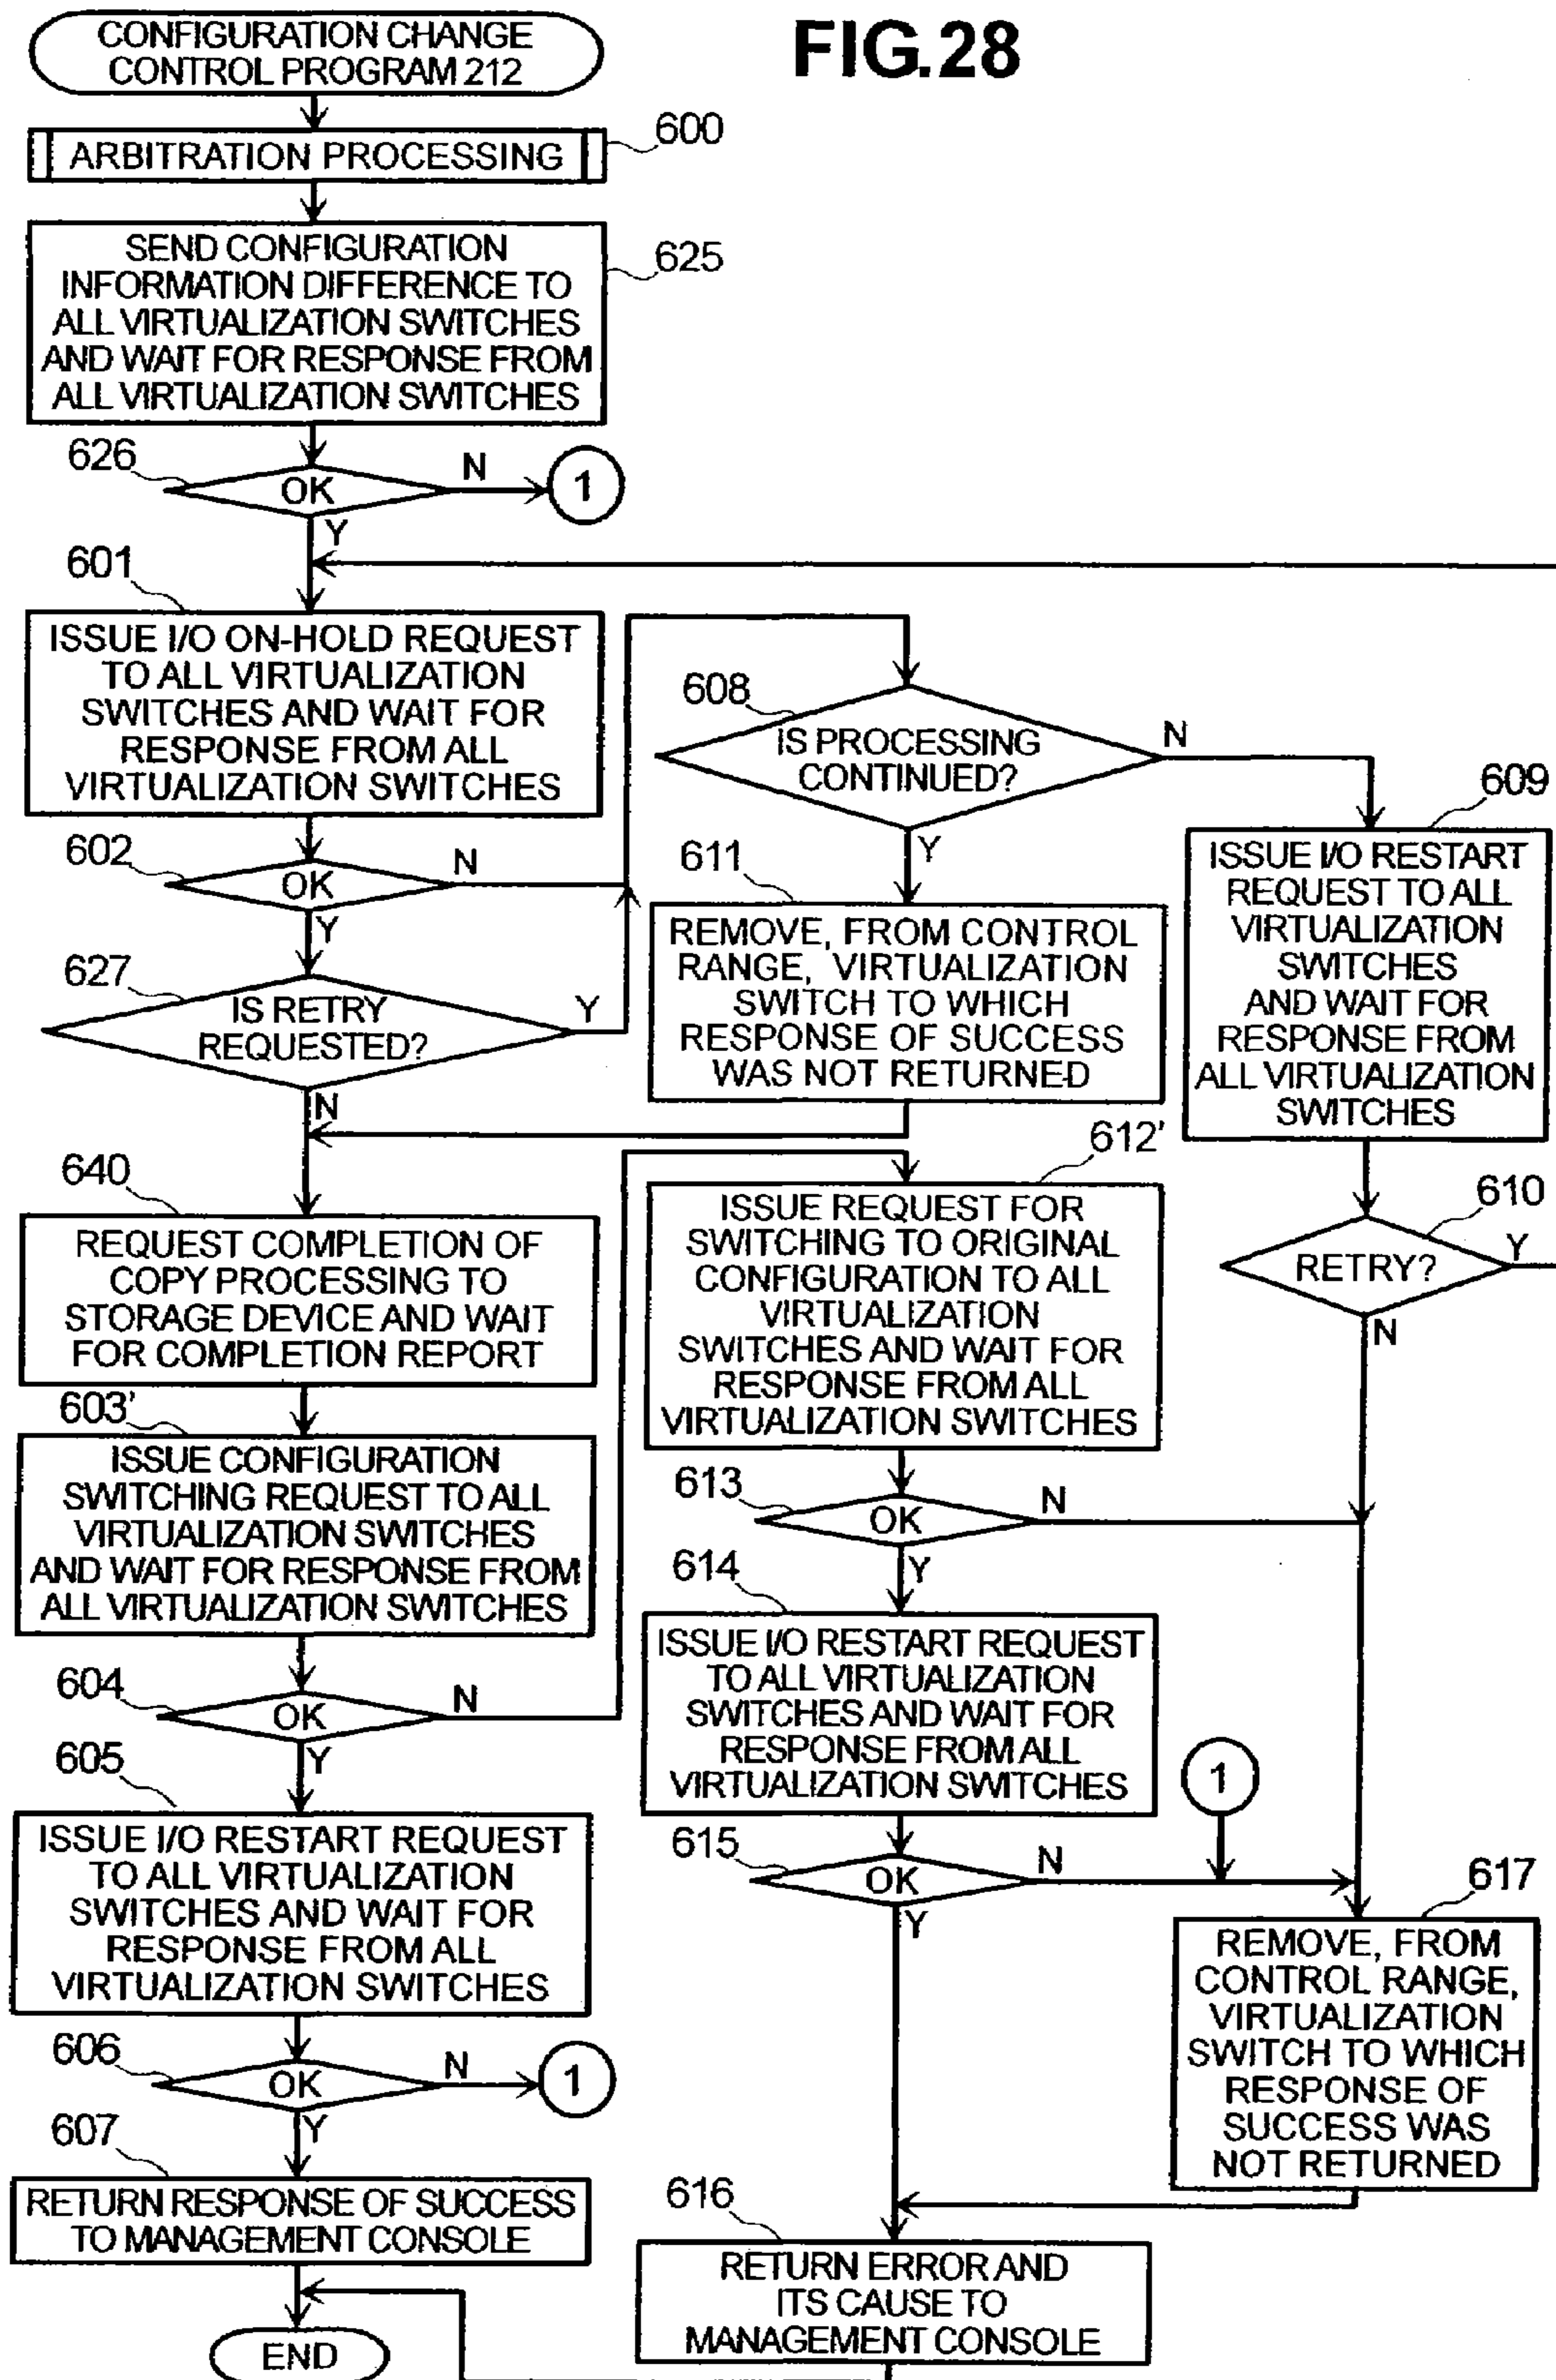 FIG.28
CONFIGURATION CHANGE
CONTROL PROGRAM 212
ARBITRATION PROCESSING
600
SEND CONFIGURATION
INFORMATION DIFFERENCE TO
ALL VIRTUALIZATION SWITCHES
AND WAIT FOR RESPONSE FROM
ALL VIRTUALIZATION SWITCHES
625
626
OK
N
1
Y
601
ISSUE I/O ON-HOLD REQUEST
TO ALL VIRTUALIZATION
SWITCHES AND WAIT FOR
RESPONSE FROM ALL
VIRTUALIZATION SWITCHES
602
OK
N
Y
627
IS RETRY
REQUESTED?
Y
N
640
REQUEST COMPLETION OF
COPY PROCESSING TO
STORAGE DEVICE AND WAIT
FOR COMPLETION REPORT
603'
ISSUE CONFIGURATION
SWITCHING REQUEST TO ALL
VIRTUALIZATION SWITCHES
AND WAIT FOR RESPONSE FROM
ALL VIRTUALIZATION SWITCHES
604
OK
N
Y
605
ISSUE I/O RESTART REQUEST
TO ALL VIRTUALIZATION
SWITCHES AND WAIT FOR
RESPONSE FROM ALL
VIRTUALIZATION SWITCHES
606
OK
N
1
Y
607
RETURN RESPONSE OF SUCCESS
TO MANAGEMENT CONSOLE
END
608
IS PROCESSING
CONTINUED?
N
Y
611
REMOVE, FROM CONTROL
RANGE, VIRTUALIZATION
SWITCH TO WHICH
RESPONSE OF SUCCESS
WAS NOT RETURNED
612'
ISSUE REQUEST FOR
SWITCHING TO ORIGINAL
CONFIGURATION TO ALL
VIRTUALIZATION
SWITCHES AND WAIT FOR
RESPONSE FROM ALL
VIRTUALIZATION SWITCHES
613
OK
N
Y
614
ISSUE I/O RESTART REQUEST
TO ALL VIRTUALIZATION
SWITCHES AND WAIT FOR
RESPONSE FROM ALL
VIRTUALIZATION SWITCHES
615
OK
N
1
Y
616
RETURN ERROR AND
ITS CAUSE TO
MANAGEMENT CONSOLE
609
ISSUE I/O RESTART
REQUEST TO ALL
VIRTUALIZATION
SWITCHES
AND WAIT FOR
RESPONSE FROM
ALL VIRTUALIZATION
SWITCHES
610
RETRY?
Y
N
617
REMOVE, FROM
CONTROL RANGE,
VIRTUALIZATION
SWITCH TO WHICH
RESPONSE OF
SUCCESS WAS
NOT RETURNED